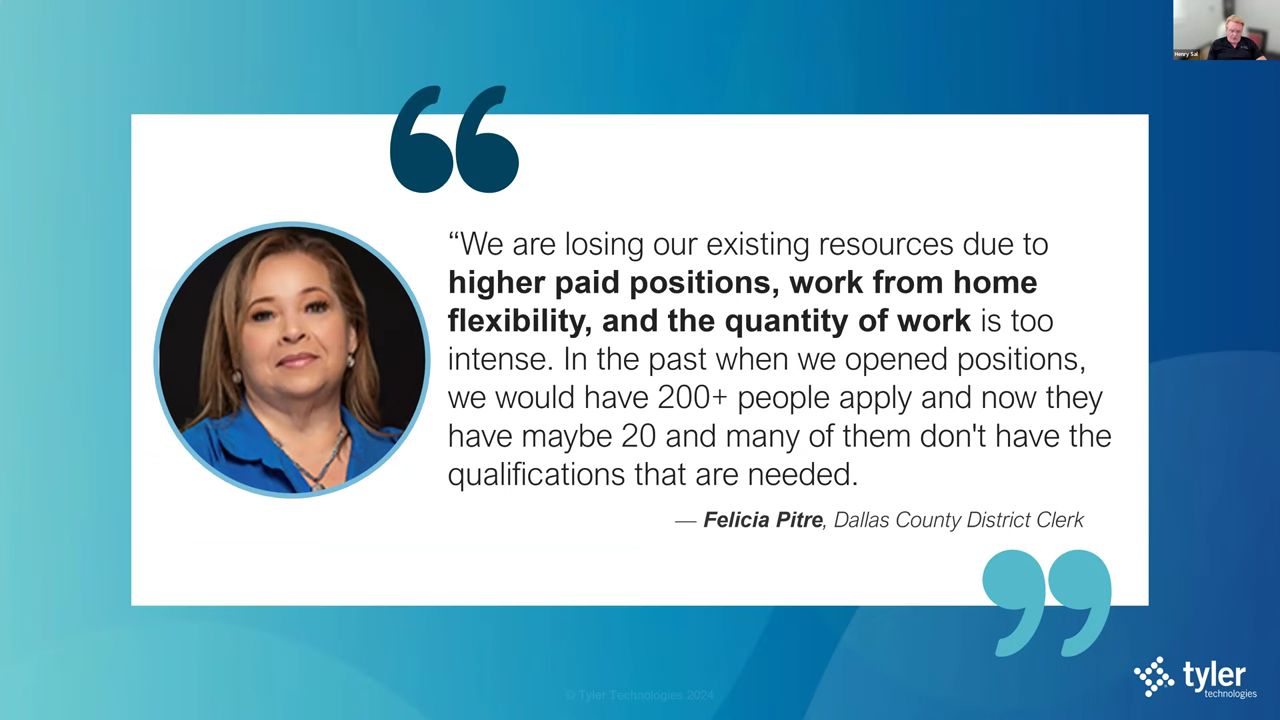 Henry Sal
“We are losing our existing resources due to
higher paid positions, work from home
flexibility, and the quantity of work is too
intense. In the past when we opened positions,
we would have 200+ people apply and now they
have maybe 20 and many of them don't have the
qualifications that are needed.
— Felicia Pitre, Dallas County District Clerk
© Tyler Technologies 2024
tyler
technologies